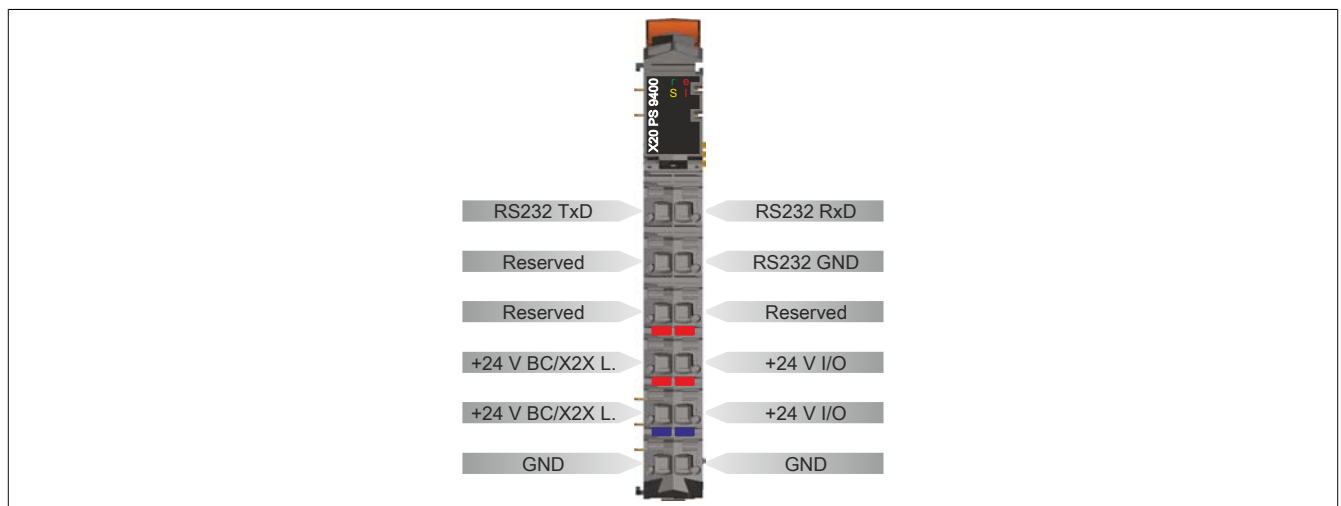 X20 PS 9400
r e
S l
RS232 TxD RS232 RxD
Reserved RS232 GND
Reserved Reserved
+24 V BC/X2X L. +24 V I/O
+24 V BC/X2X L. +24 V I/O
GND GND